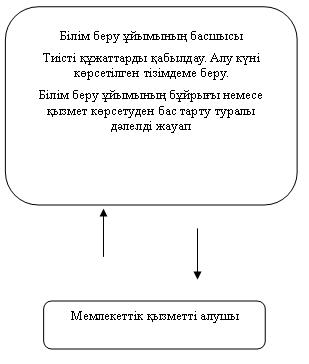 Білім беру ұйымының басшысы
Тиісті құжаттарды қабылдау. Алу күні
көрсетілген тізімдеме беру.
Білім беру ұйымының бұйрығы немесе
қызмет көрсетуден бас тарту туралы
дәлелді жауап
Мемлекеттік қызметті алушы